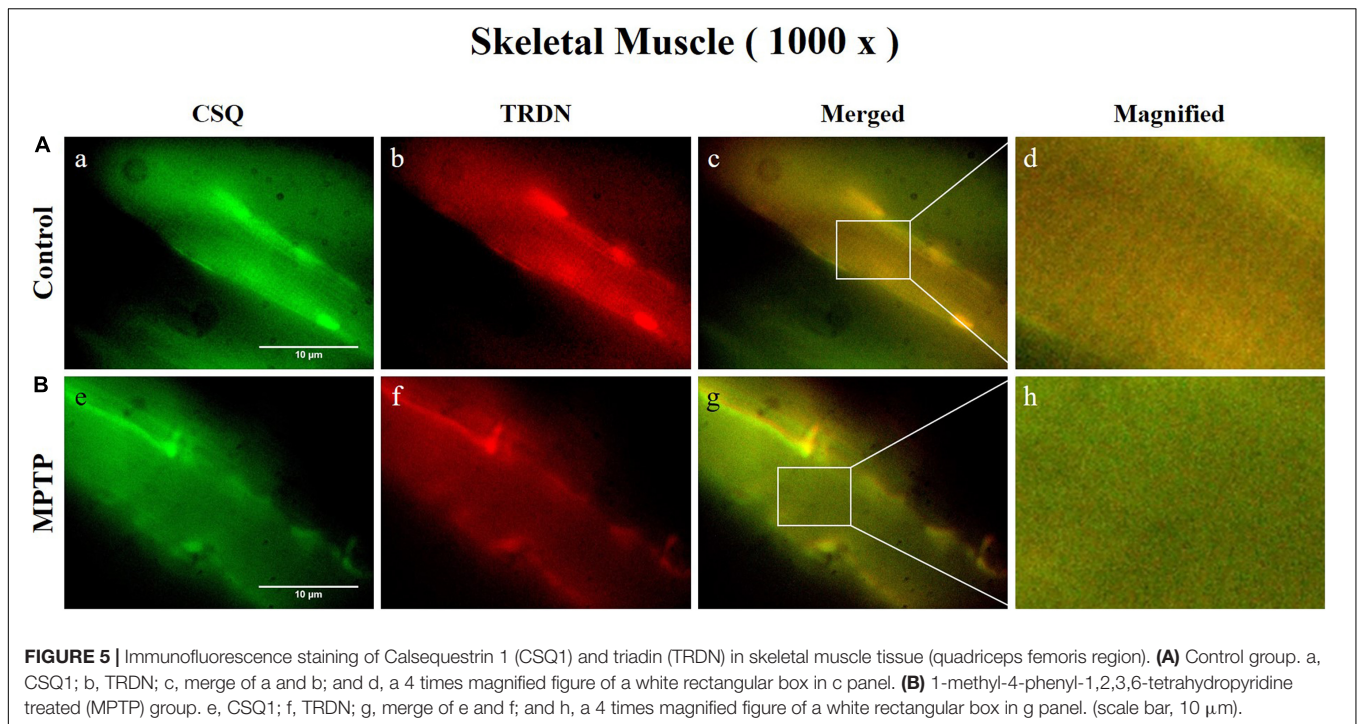 Skeletal Muscle ( 1000 x )
CSQ TRDN Merged Magnified
A
Control
a b c d
10 µm
B
MPTP
e f g h
10 µm
FIGURE 5 | Immunofluorescence staining of Calsequestrin 1 (CSQ1) and triadin (TRDN) in skeletal muscle tissue (quadriceps femoris region). (A) Control group. a,
CSQ1; b, TRDN; c, merge of a and b; and d, a 4 times magnified figure of a white rectangular box in c panel. (B) 1-methyl-4-phenyl-1,2,3,6-tetrahydropyridine
treated (MPTP) group. e, CSQ1; f, TRDN; g, merge of e and f; and h, a 4 times magnified figure of a white rectangular box in g panel. (scale bar, 10 μm).